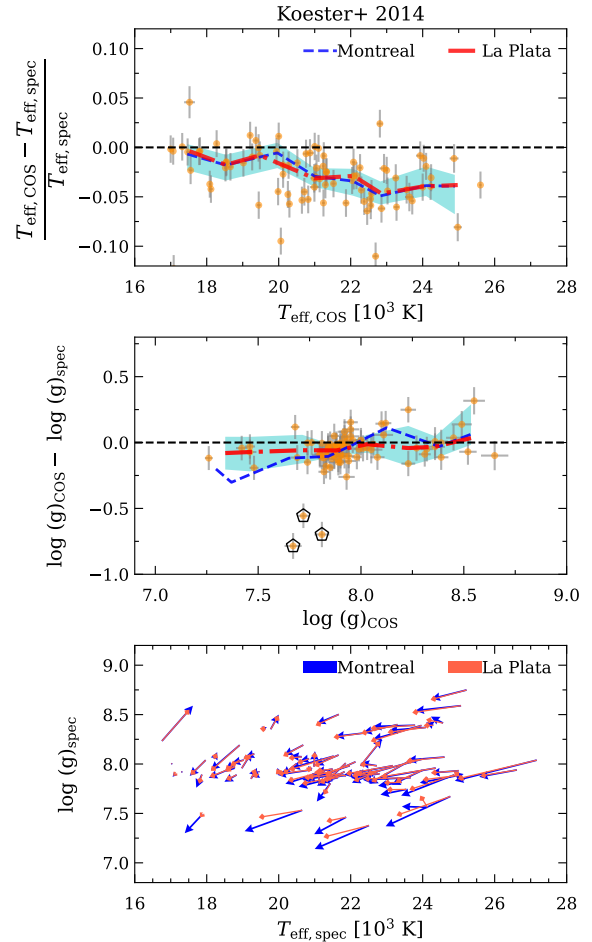 Koester+ 2014
Montreal La Plata
T_eff, COS − T_eff, spec
T_eff, spec
0.10
0.05
0.00
−0.05
−0.10
16 18 20 22 24 26 28
T_eff, COS [10³ K]
log (g)_COS − log (g)_spec
0.5
0.0
−0.5
−1.0
7.0 7.5 8.0 8.5 9.0
log (g)_COS
Montreal La Plata
log (g)_spec
9.0
8.5
8.0
7.5
7.0
16 18 20 22 24 26 28
T_eff, spec [10³ K]